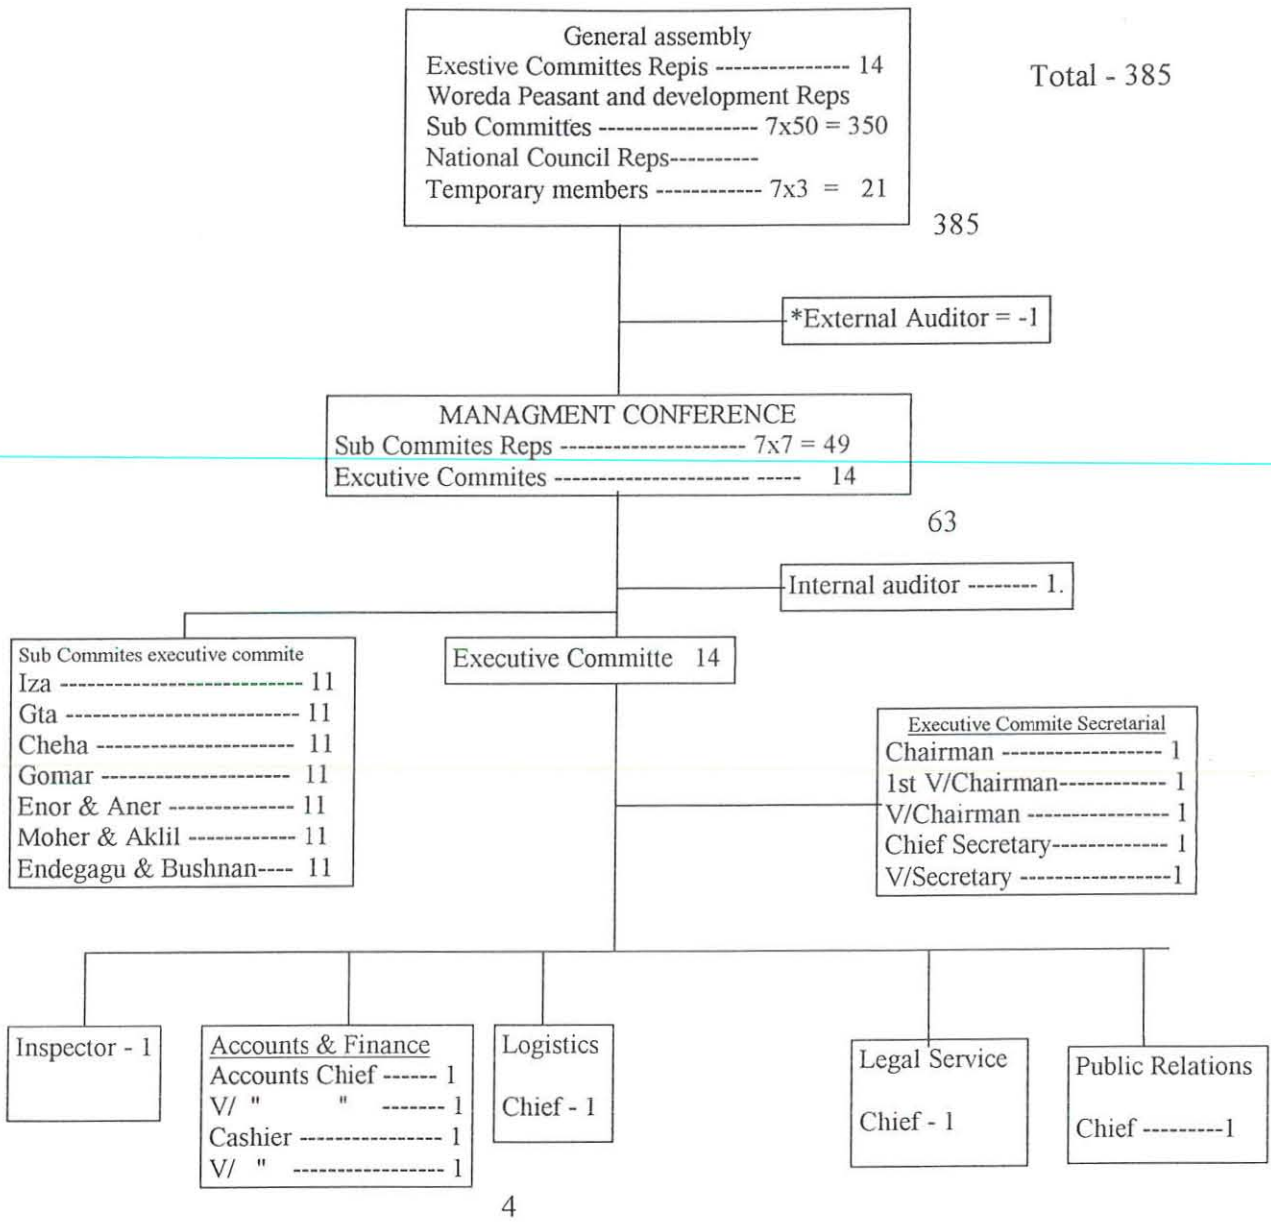 General assembly
Exestive Committes Repis --------------- 14
Woreda Peasant and development Reps
Sub Committes ------------------ 7x50 = 350
National Council Reps----------
Temporary members ------------ 7x3 = 21
Total - 385
385
*External Auditor = -1
MANAGMENT CONFERENCE
Sub Commites Reps --------------------- 7x7 = 49
Excutive Commites ---------------------- ----- 14
63
Internal auditor -------- 1.
Sub Commites executive commite
Iza --------------------------- 11
Gta -------------------------- 11
Cheha ---------------------- 11
Gomar --------------------- 11
Enor & Aner -------------- 11
Moher & Aklil ------------ 11
Endegagu & Bushnan---- 11
Executive Committe 14
Executive Commite Secretarial
Chairman ------------------ 1
1st V/Chairman------------ 1
V/Chairman --------------- 1
Chief Secretary------------- 1
V/Secretary -----------------1
Inspector - 1
Accounts & Finance
Accounts Chief ------ 1
V/ " " ------- 1
Cashier ---------------- 1
V/ " ----------------- 1
4
Logistics
Chief - 1
Legal Service
Chief - 1
Public Relations
Chief ---------1